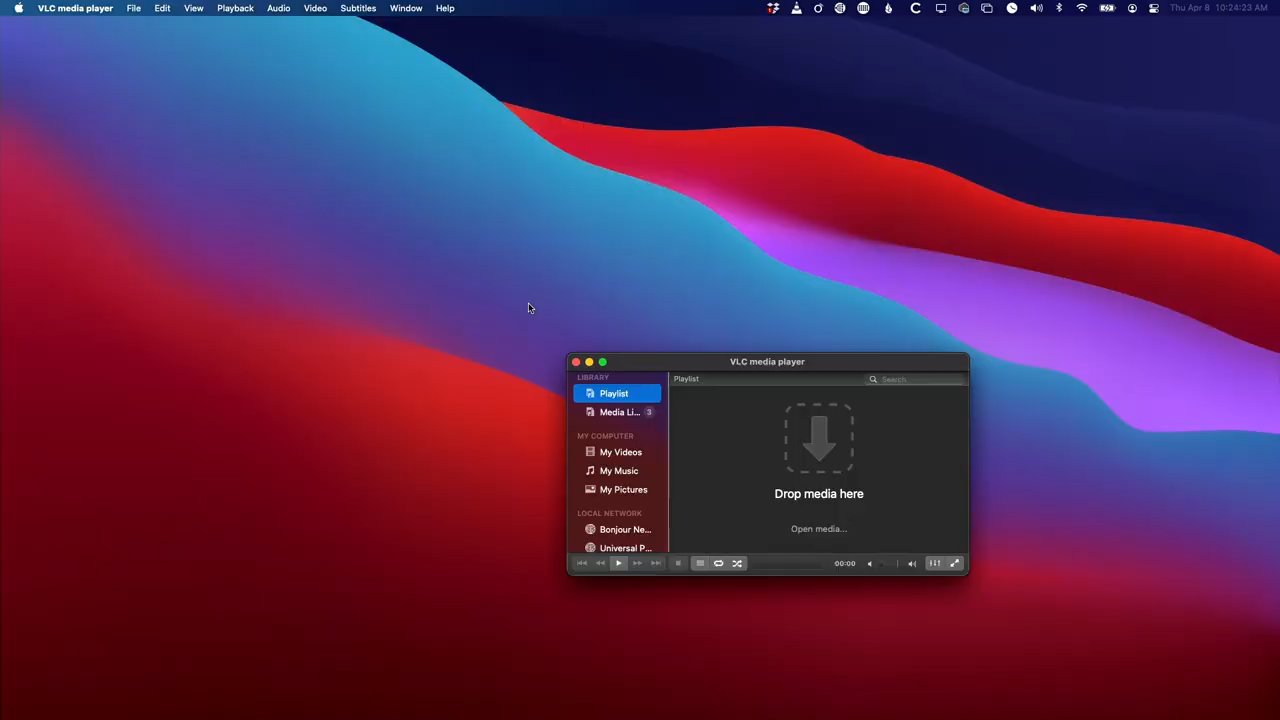 VLC media player File Edit View Playback Audio Video Subtitles Window Help Thu Apr 8 10:24:23 AM
VLC media player
LIBRARY
Playlist
Media Li... 3
MY COMPUTER
My Videos
My Music
My Pictures
LOCAL NETWORK
Bonjour Ne...
Universal P...
Playlist
Search
Drop media here
Open media...
00:00